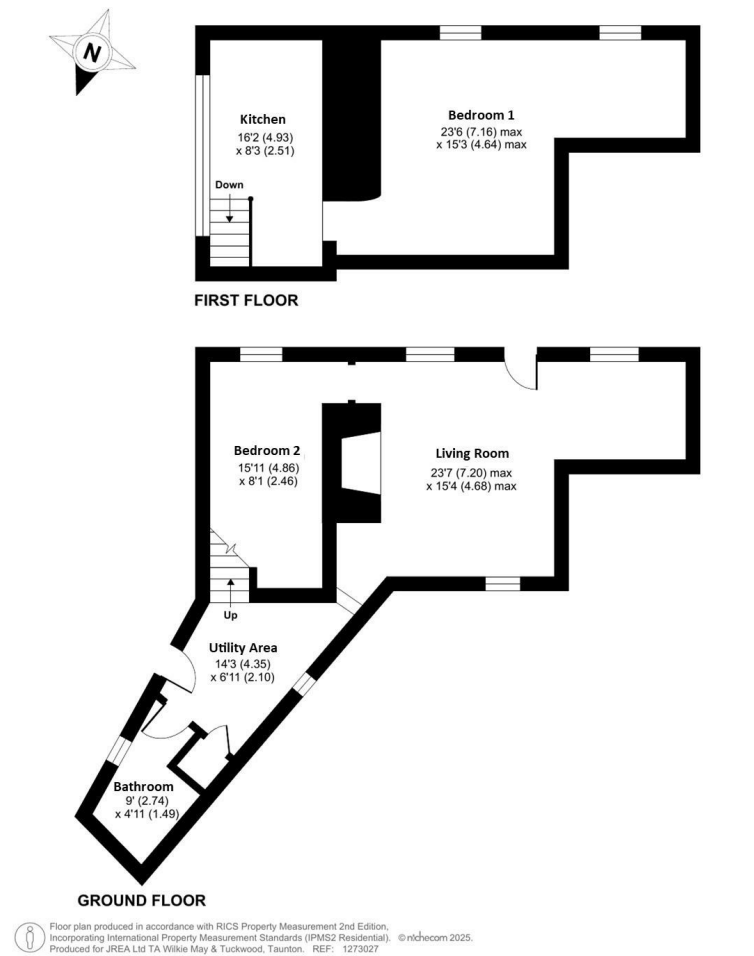 N
Kitchen
16'2 (4.93)
x 8'3 (2.51)
Down
Bedroom 1
23'6 (7.16) max
x 15'3 (4.64) max
FIRST FLOOR
Bedroom 2
15'11 (4.86)
x 8'1 (2.46)
Living Room
23'7 (7.20) max
x 15'4 (4.68) max
Up
Utility Area
14'3 (4.35)
x 6'11 (2.10)
Bathroom
9' (2.74)
x 4'11 (1.49)
GROUND FLOOR
Floor plan produced in accordance with RICS Property Measurement 2nd Edition,
Incorporating International Property Measurement Standards (IPMS2 Residential). © nichecom 2025.
Produced for JREA Ltd TA Wilkie May & Tuckwood, Taunton. REF: 1273027